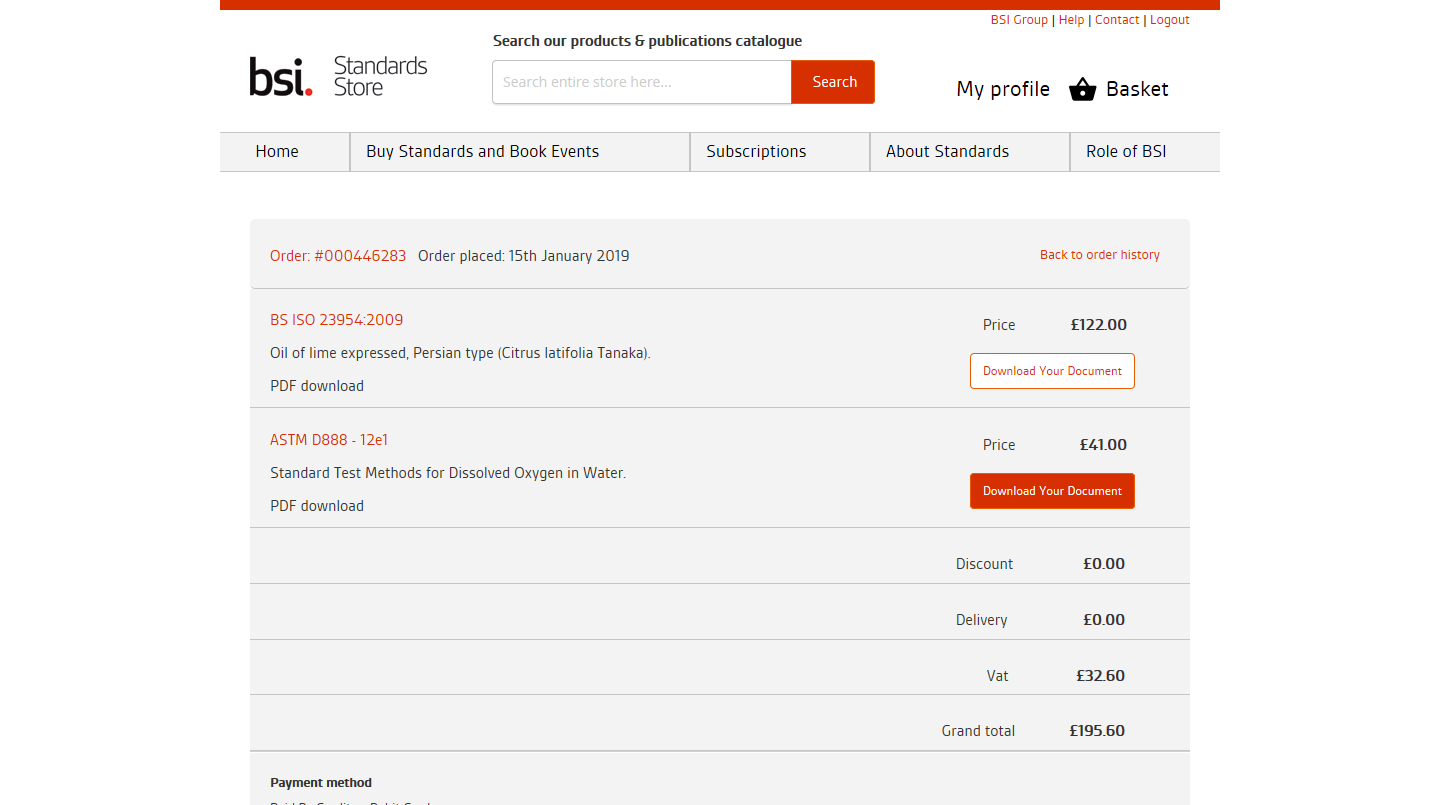 BSI Group | Help | Contact | Logout
Search our products & publications catalogue
bsi.
Standards
Store
Search entire store here...
Search
My profile
Basket
Home
Buy Standards and Book Events
Subscriptions
About Standards
Role of BSI
Order: #000446283 Order placed: 15th January 2019
Back to order history
BS ISO 23954:2009
Price £122.00
Oil of lime expressed, Persian type (Citrus latifolia Tanaka).
Download Your Document
PDF download
ASTM D888 - 12e1
Price £41.00
Standard Test Methods for Dissolved Oxygen in Water.
Download Your Document
PDF download
Discount £0.00
Delivery £0.00
Vat £32.60
Grand total £195.60
Payment method